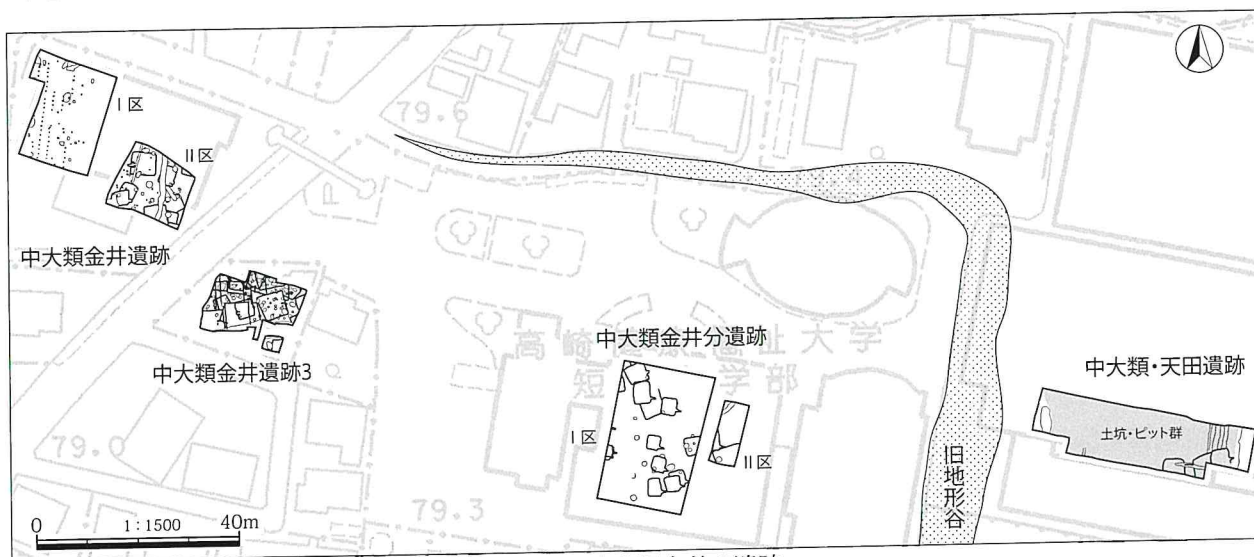 79.6
I区
II区
中大類金井遺跡
中大類金井遺跡3
中大類金井分遺跡
I区
II区
高崎健康福祉大学
短
学部
中大類・天田遺跡
土坑・ピット群
旧地形谷
79.0
79.3
0
1:1500
40m